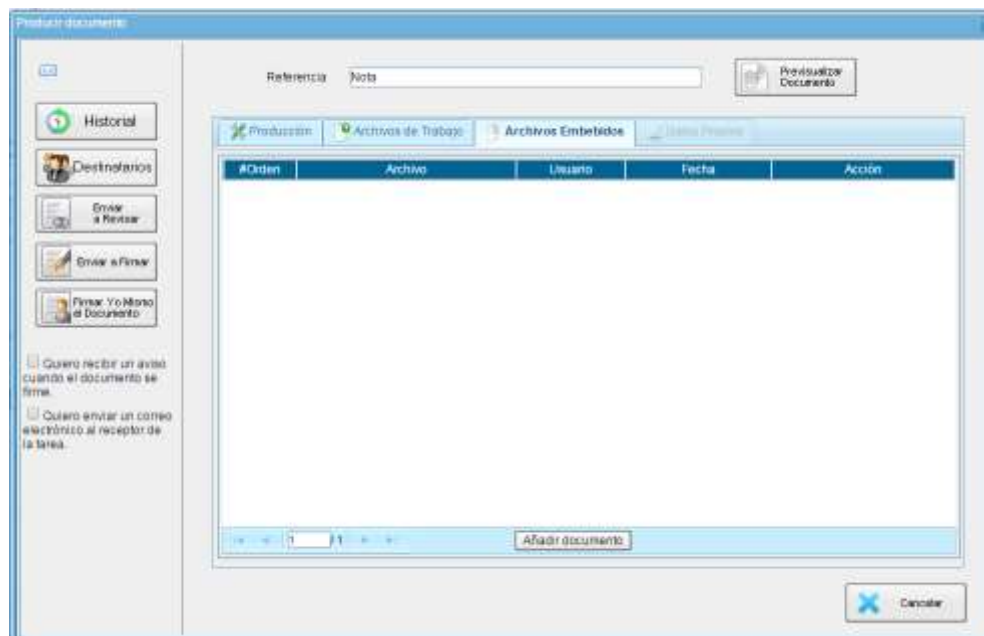 Producir documento
Referencia
Nota
Previsualizar
Documento
Historial
Destinatarios
Enviar
a Revisar
Enviar a Firmar
Firmar Yo Mismo
el Documento
Quiero recibir un aviso
cuando el documento se
firme.
Quiero enviar un correo
electrónico al receptor de
la tarea.
Producción
Archivos de Trabajo
Archivos Embebidos
#Orden
Archivo
Usuario
Fecha
Acción
1
/ 1
Añadir documento
Cancelar